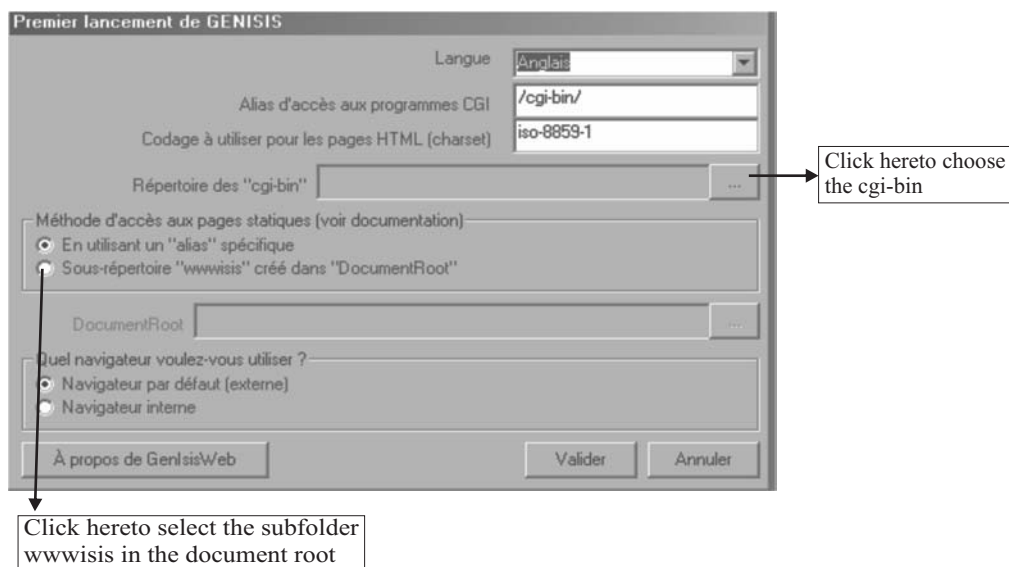 Premier lancement de GENISIS
Langue
Anglais
Alias d'accès aux programmes CGI
/cgi-bin/
Codage à utiliser pour les pages HTML (charset)
iso-8859-1
Répertoire des "cgi-bin"
...
Click hereto choose
the cgi-bin
Méthode d'accès aux pages statiques (voir documentation)
En utilisant un "alias" spécifique
Sous-répertoire "wwwisis" créé dans "DocumentRoot"
DocumentRoot
...
Quel navigateur voulez-vous utiliser ?
Navigateur par défaut (externe)
Navigateur interne
À propos de GenIsisWeb
Valider
Annuler
Click hereto select the subfolder
wwwisis in the document root